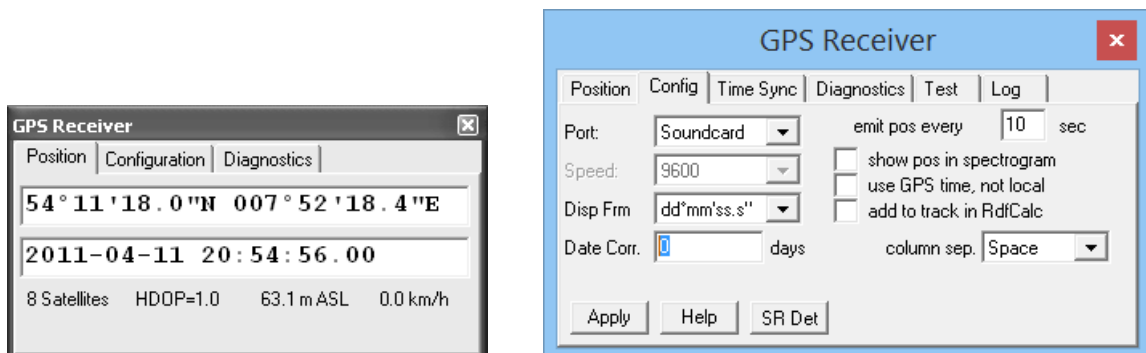 GPS Receiver
Position Configuration Diagnostics
54°11'18.0"N 007°52'18.4"E
2011-04-11 20:54:56.00
8 Satellites HDOP=1.0 63.1 m ASL 0.0 km/h
GPS Receiver
Position Config Time Sync Diagnostics Test Log
Port: Soundcard emit pos every 10 sec
show pos in spectrogram
Speed: 9600
use GPS time, not local
Disp Frm dd°mm'ss.s" add to track in RdfCalc
Date Corr. 0 days column sep. Space
Apply Help SR Det